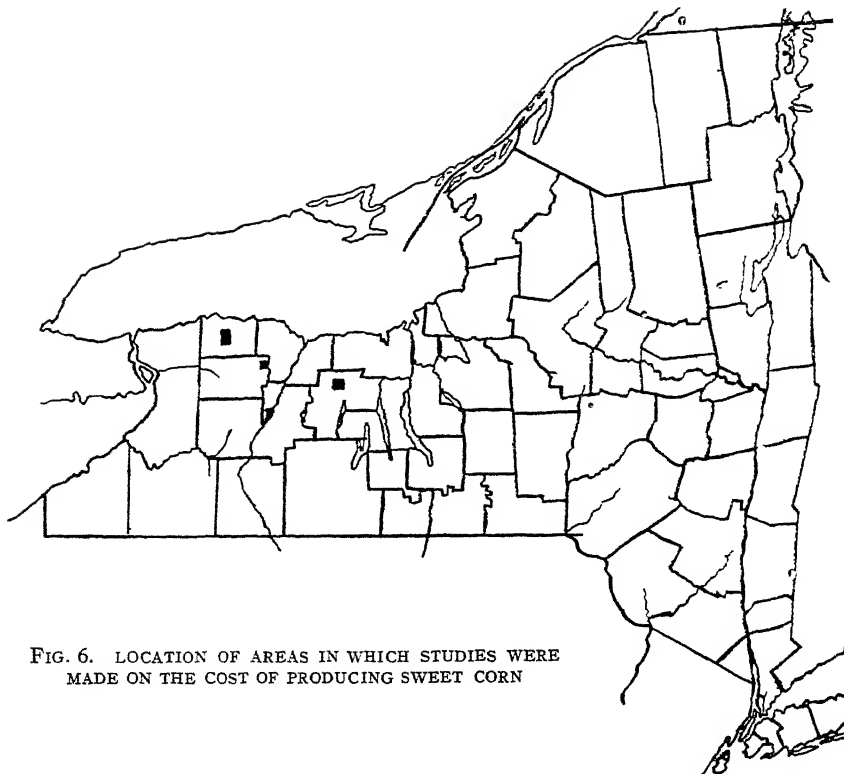 FIG. 6. LOCATION OF AREAS IN WHICH STUDIES WERE
MADE ON THE COST OF PRODUCING SWEET CORN